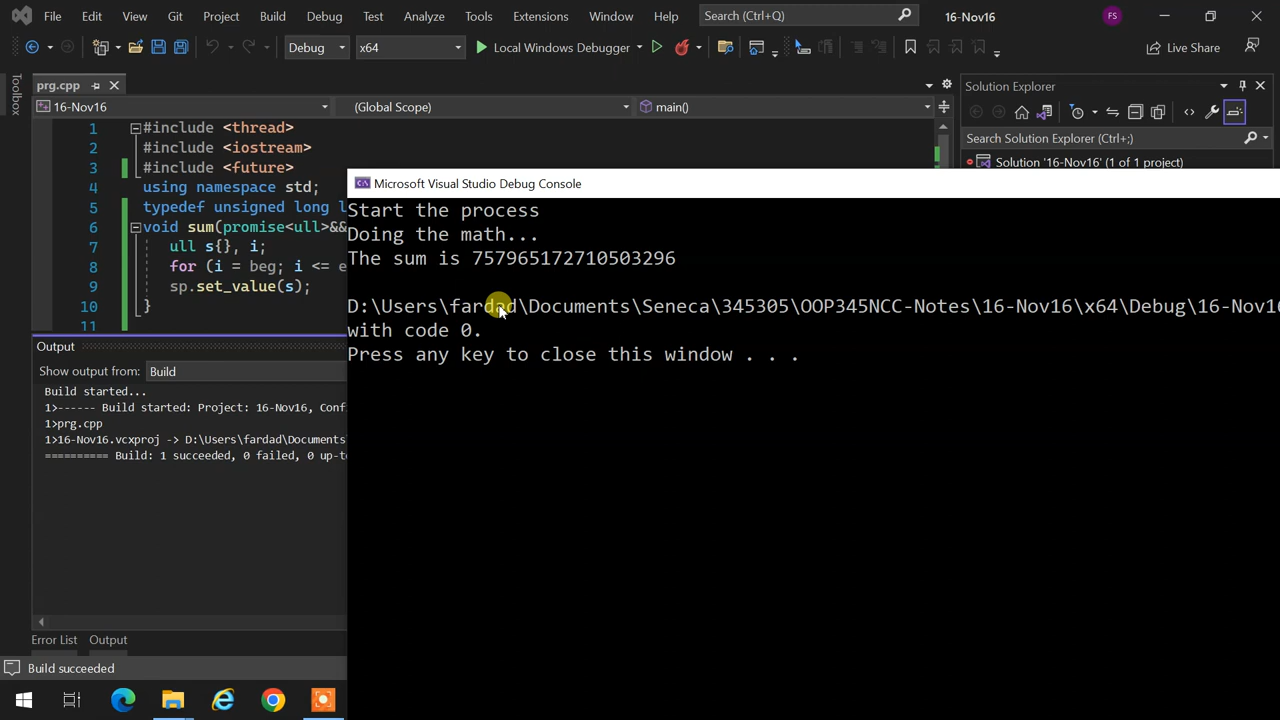 File Edit View Git Project Build Debug Test Analyze Tools Extensions Window Help Search (Ctrl+Q) 16-Nov16 FS
Debug x64 Local Windows Debugger Live Share
Toolbox
prg.cpp
16-Nov16 (Global Scope) main()
1 #include <thread>
2 #include <iostream>
3 #include <future>
4 using namespace std;
5 typedef unsigned long l
6 void sum(promise<ull>&&
7 ull s{}, i;
8 for (i = beg; i <= e
9 sp.set_value(s);
10 }
11
Solution Explorer
Search Solution Explorer (Ctrl+;)
Solution '16-Nov16' (1 of 1 project)
Microsoft Visual Studio Debug Console
Start the process
Doing the math...
The sum is 757965172710503296
D:\Users\fardad\Documents\Seneca\345305\OOP345NCC-Notes\16-Nov16\x64\Debug\16-Nov16
with code 0.
Press any key to close this window . . .
Output
Show output from: Build
Build started...
1>------ Build started: Project: 16-Nov16, Conf
1>prg.cpp
1>16-Nov16.vcxproj -> D:\Users\fardad\Documents
========== Build: 1 succeeded, 0 failed, 0 up-to
Error List Output
Build succeeded